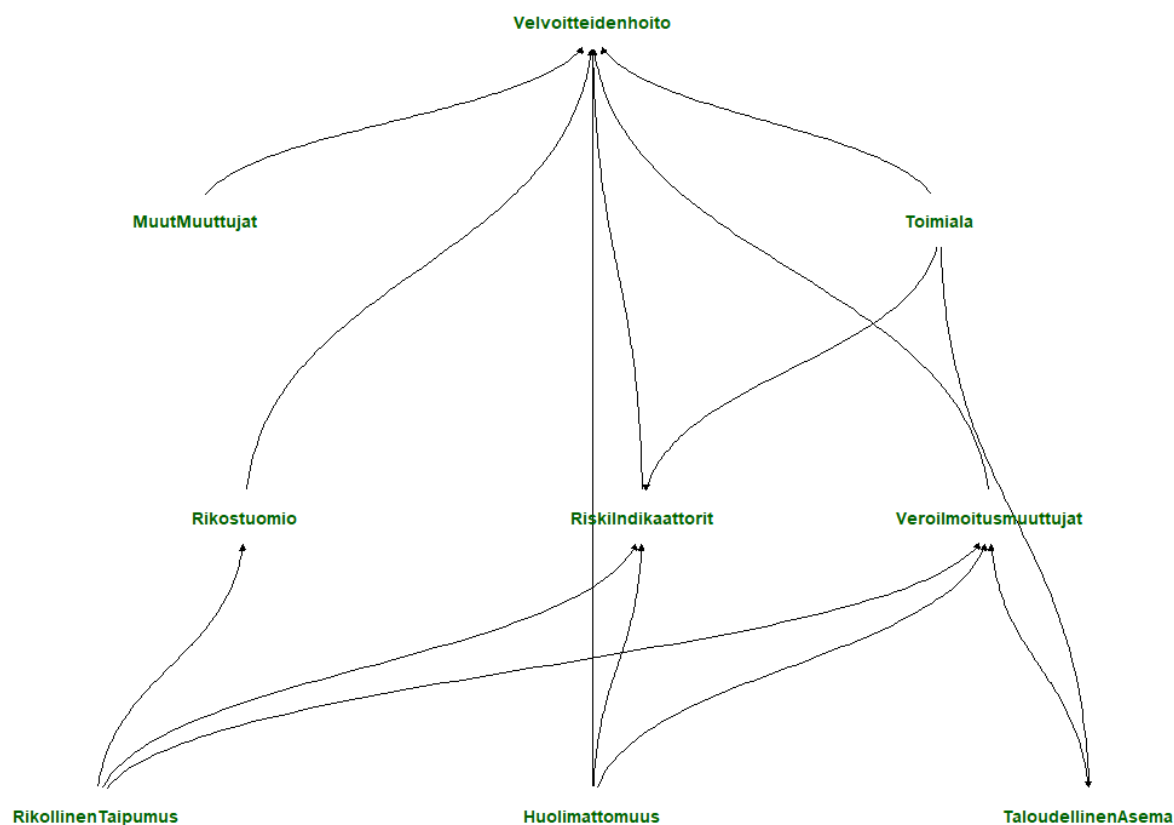 Velvoitteidenhoito
MuutMuuttujat
Toimiala
Rikostuomio
RiskiIndikaattorit
Veroilmoitusmuuttujat
RikollinenTaipumus
Huolimattomuus
TaloudellinenAsema